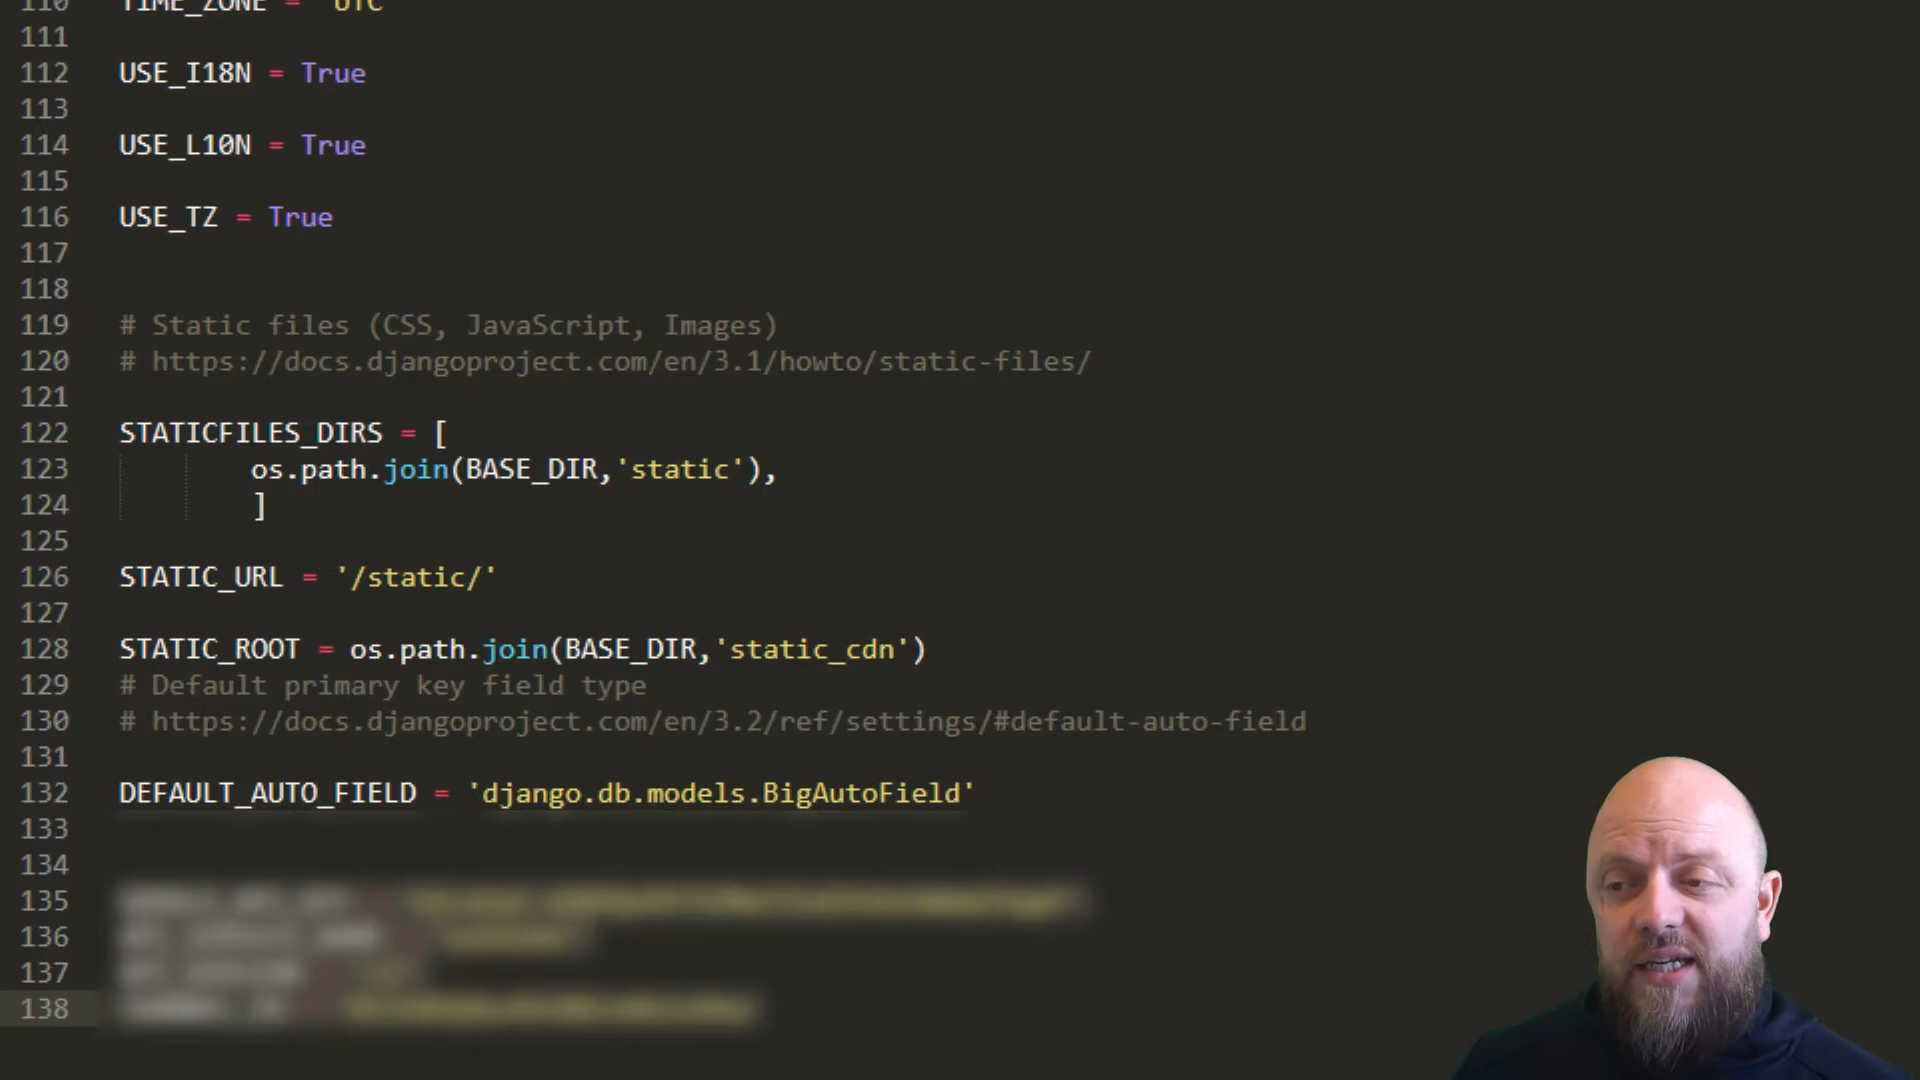 110 TIME_ZONE = 'UTC'
111
112 USE_I18N = True
113
114 USE_L10N = True
115
116 USE_TZ = True
117
118
119 # Static files (CSS, JavaScript, Images)
120 # https://docs.djangoproject.com/en/3.1/howto/static-files/
121
122 STATICFILES_DIRS = [
123 os.path.join(BASE_DIR,'static'),
124 ]
125
126 STATIC_URL = '/static/'
127
128 STATIC_ROOT = os.path.join(BASE_DIR,'static_cdn')
129 # Default primary key field type
130 # https://docs.djangoproject.com/en/3.2/ref/settings/#default-auto-field
131
132 DEFAULT_AUTO_FIELD = 'django.db.models.BigAutoField'
133
134
135
136
137
138